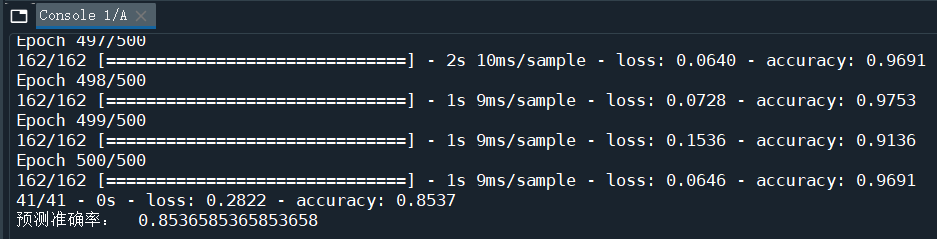 Console 1/A
Epoch 497/500
162/162 [==============================] - 2s 10ms/sample - loss: 0.0640 - accuracy: 0.9691
Epoch 498/500
162/162 [==============================] - 1s 9ms/sample - loss: 0.0728 - accuracy: 0.9753
Epoch 499/500
162/162 [==============================] - 1s 9ms/sample - loss: 0.1536 - accuracy: 0.9136
Epoch 500/500
162/162 [==============================] - 1s 9ms/sample - loss: 0.0646 - accuracy: 0.9691
41/41 - 0s - loss: 0.2822 - accuracy: 0.8537
预测准确率： 0.8536585365853658